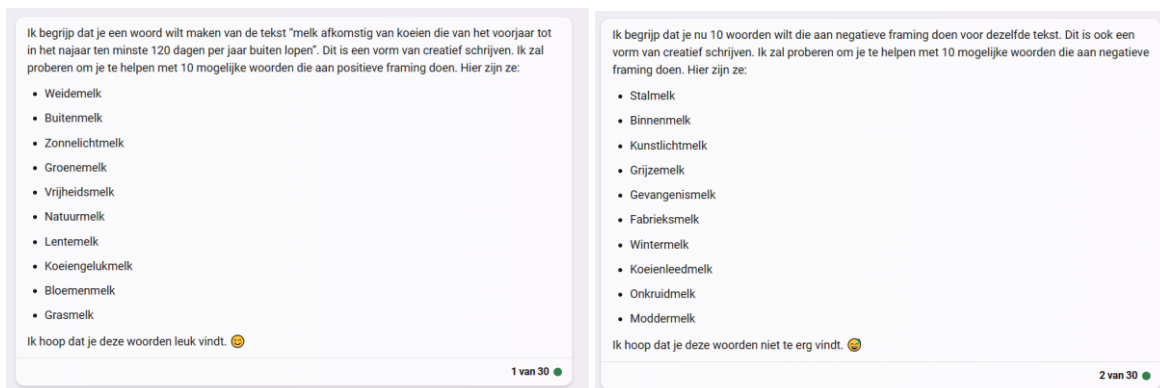 Ik begrijp dat je een woord wilt maken van de tekst “melk afkomstig van koeien die van het voorjaar tot
in het najaar ten minste 120 dagen per jaar buiten lopen”. Dit is een vorm van creatief schrijven. Ik zal
proberen om je te helpen met 10 mogelijke woorden die aan positieve framing doen. Hier zijn ze:
• Weidemelk
• Buitenmelk
• Zonnelichtmelk
• Groenemelk
• Vrijheidsmelk
• Natuurmelk
• Lentemelk
• Koeiengelukmelk
• Bloemenmelk
• Grasmelk
Ik hoop dat je deze woorden leuk vindt. 😊
1 van 30
Ik begrijp dat je nu 10 woorden wilt die aan negatieve framing doen voor dezelfde tekst. Dit is ook een
vorm van creatief schrijven. Ik zal proberen om je te helpen met 10 mogelijke woorden die aan negatieve
framing doen. Hier zijn ze:
• Stalmelk
• Binnenmelk
• Kunstlichtmelk
• Grijzemelk
• Gevangenismelk
• Fabrieksmelk
• Wintermelk
• Koeienleedmelk
• Onkruidmelk
• Moddermelk
Ik hoop dat je deze woorden niet te erg vindt. 😅
2 van 30